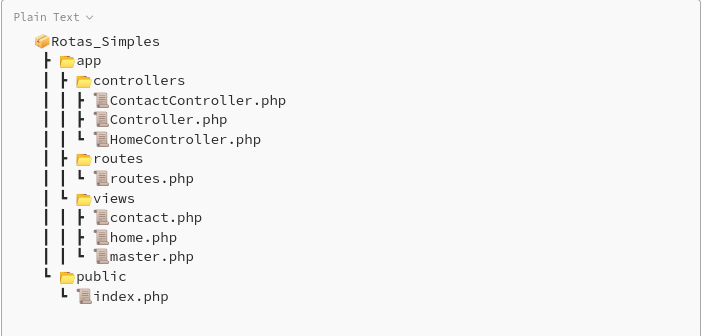 Plain Text
📦Rotas_Simples
┣ 📂app
┃ ┣ 📂controllers
┃ ┃ ┣ 📜ContactController.php
┃ ┃ ┣ 📜Controller.php
┃ ┃ ┗ 📜HomeController.php
┃ ┣ 📂routes
┃ ┃ ┗ 📜routes.php
┃ ┗ 📂views
┃ ┃ ┣ 📜contact.php
┃ ┃ ┣ 📜home.php
┃ ┃ ┗ 📜master.php
┗ 📂public
┗ 📜index.php